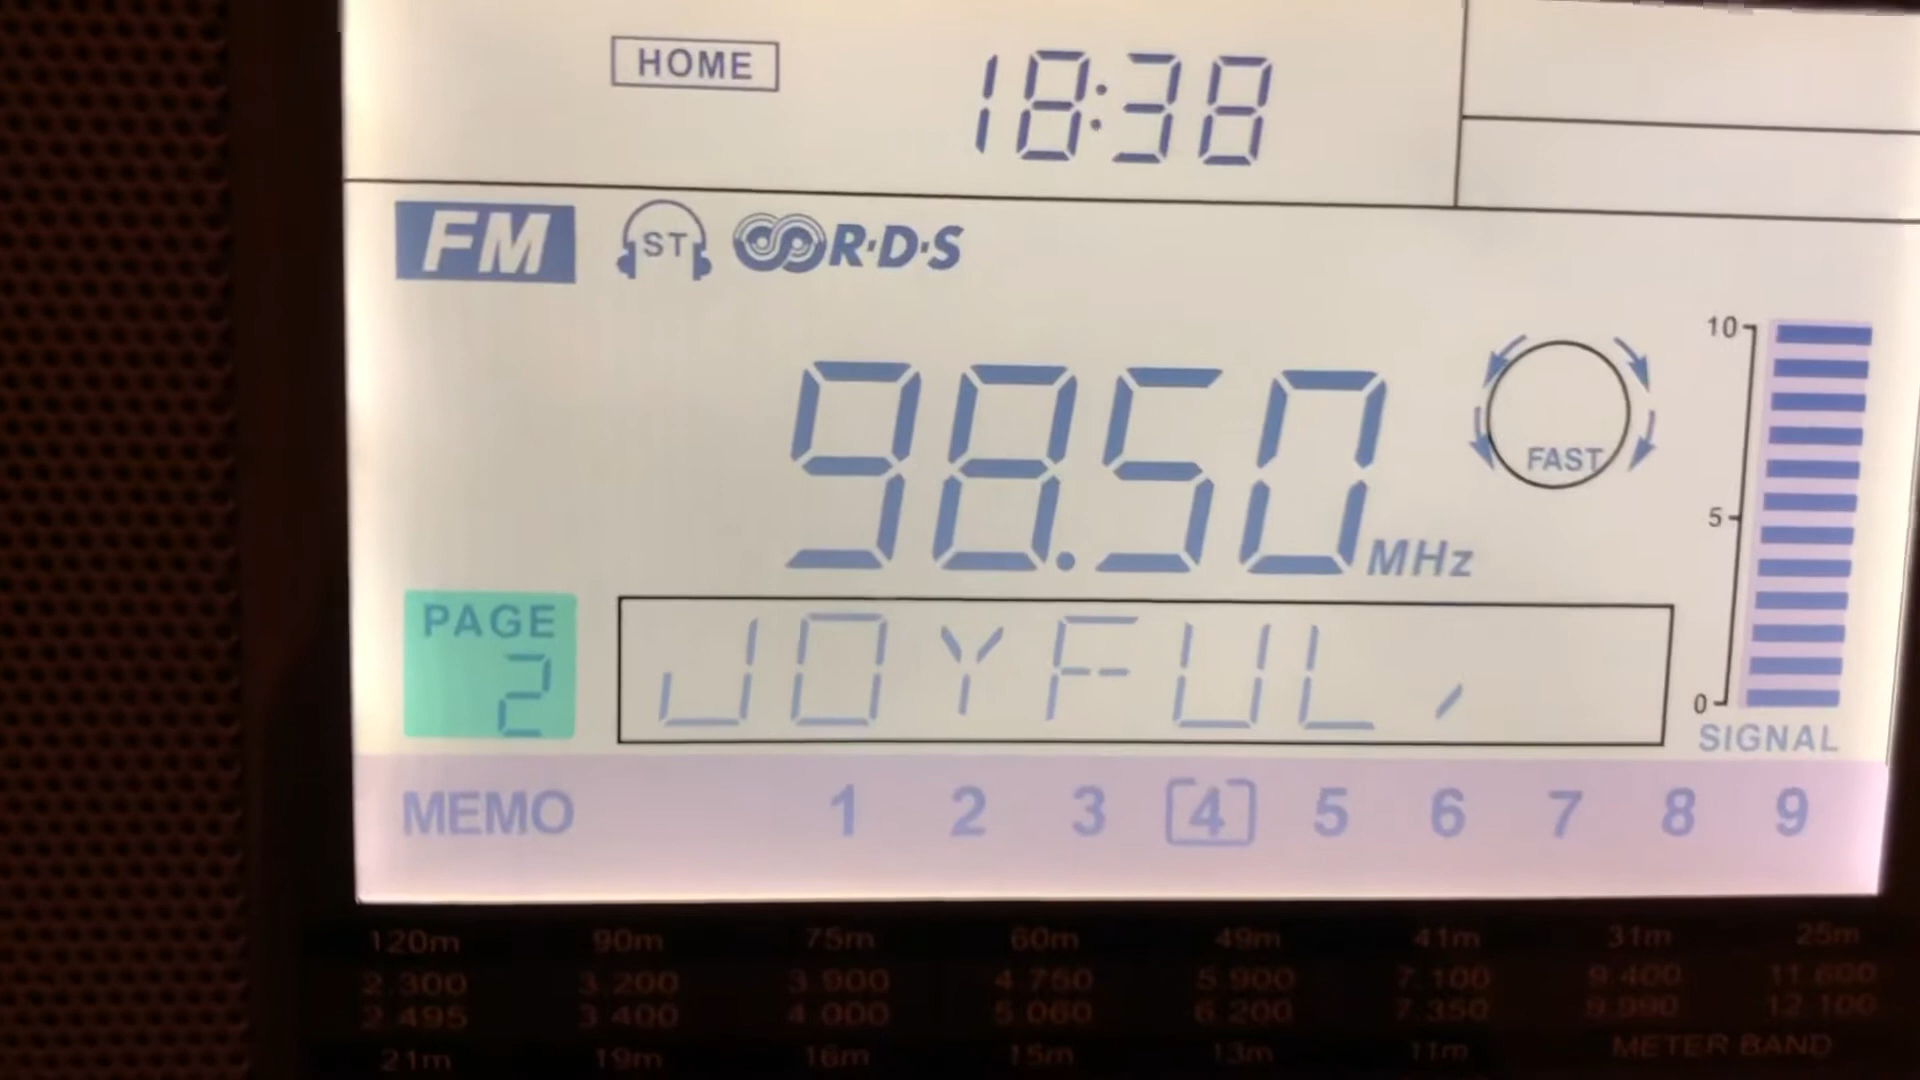 HOME 18:38
FM ST R·D·S
10
98.50 MHz
FAST
5
PAGE
2
JOYFUL,
0
SIGNAL
MEMO 1 2 3 4 5 6 7 8 9
120m 90m 75m 60m 49m 41m 31m 25m
2.300 3.200 3.900 4.750 5.900 7.100 9.400 11.600
2.495 3.400 4.000 5.060 6.200 7.350 9.990 12.100
21m 19m 16m 15m 13m 11m METER BAND